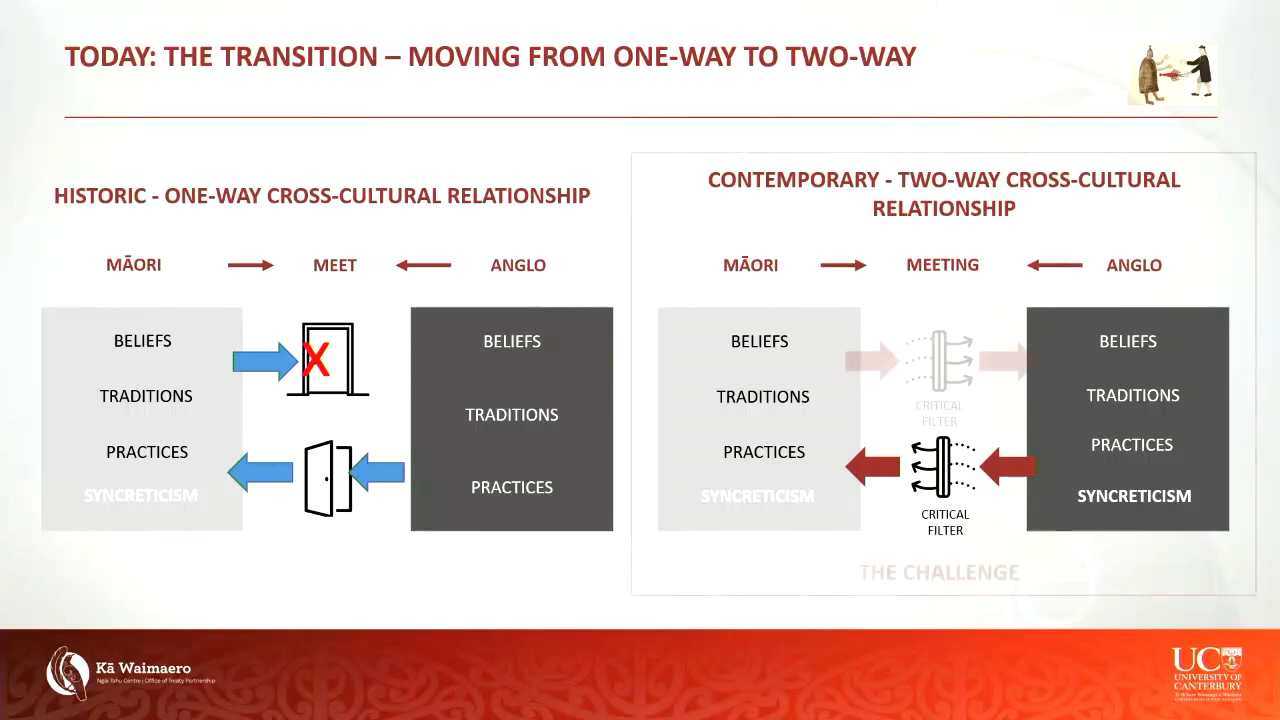 TODAY: THE TRANSITION – MOVING FROM ONE-WAY TO TWO-WAY
HISTORIC - ONE-WAY CROSS-CULTURAL RELATIONSHIP
MĀORI
MEET
ANGLO
BELIEFS
TRADITIONS
PRACTICES
SYNCRETICISM
X
BELIEFS
TRADITIONS
PRACTICES
CONTEMPORARY - TWO-WAY CROSS-CULTURAL
RELATIONSHIP
MĀORI
MEETING
ANGLO
BELIEFS
TRADITIONS
PRACTICES
SYNCRETICISM
CRITICAL
FILTER
CRITICAL
FILTER
BELIEFS
TRADITIONS
PRACTICES
SYNCRETICISM
THE CHALLENGE
Kā Waimaero
Ngāi Tahu Centre | Office of Treaty Partnership
UC
UNIVERSITY OF
CANTERBURY